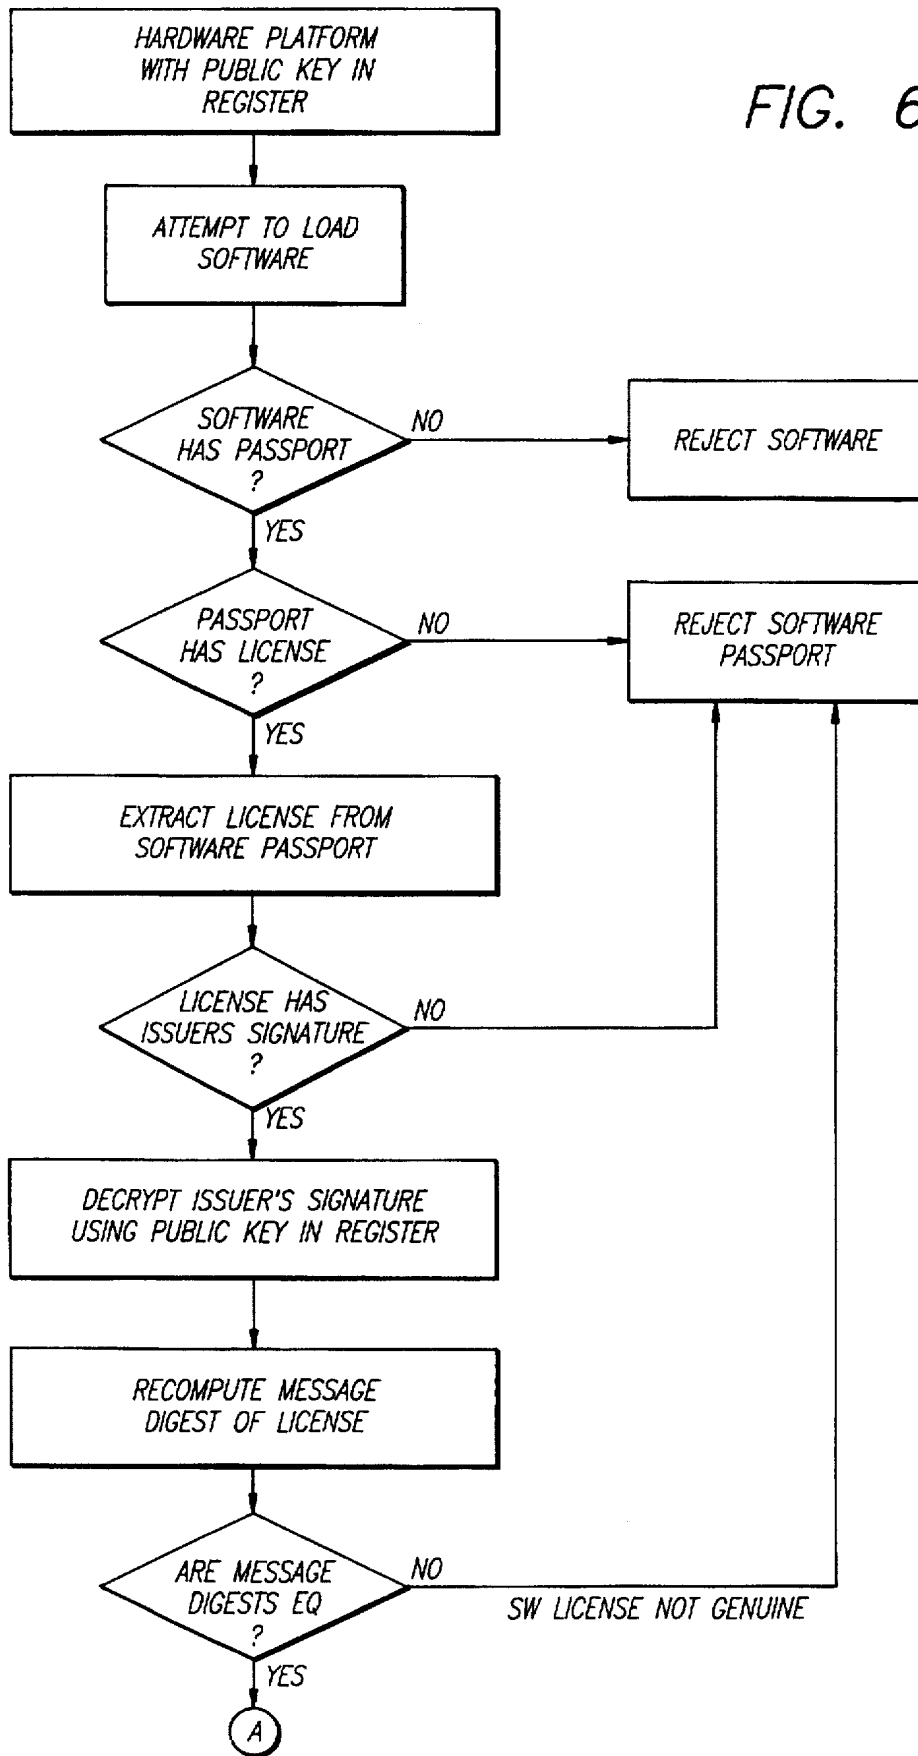 HARDWARE PLATFORM
WITH PUBLIC KEY IN
REGISTER
FIG. 6
ATTEMPT TO LOAD
SOFTWARE
SOFTWARE
HAS PASSPORT
?
NO
REJECT SOFTWARE
YES
PASSPORT
HAS LICENSE
?
NO
REJECT SOFTWARE
PASSPORT
YES
EXTRACT LICENSE FROM
SOFTWARE PASSPORT
LICENSE HAS
ISSUERS SIGNATURE
?
NO
YES
DECRYPT ISSUER'S SIGNATURE
USING PUBLIC KEY IN REGISTER
RECOMPUTE MESSAGE
DIGEST OF LICENSE
ARE MESSAGE
DIGESTS EQ
?
NO
SW LICENSE NOT GENUINE
YES
A